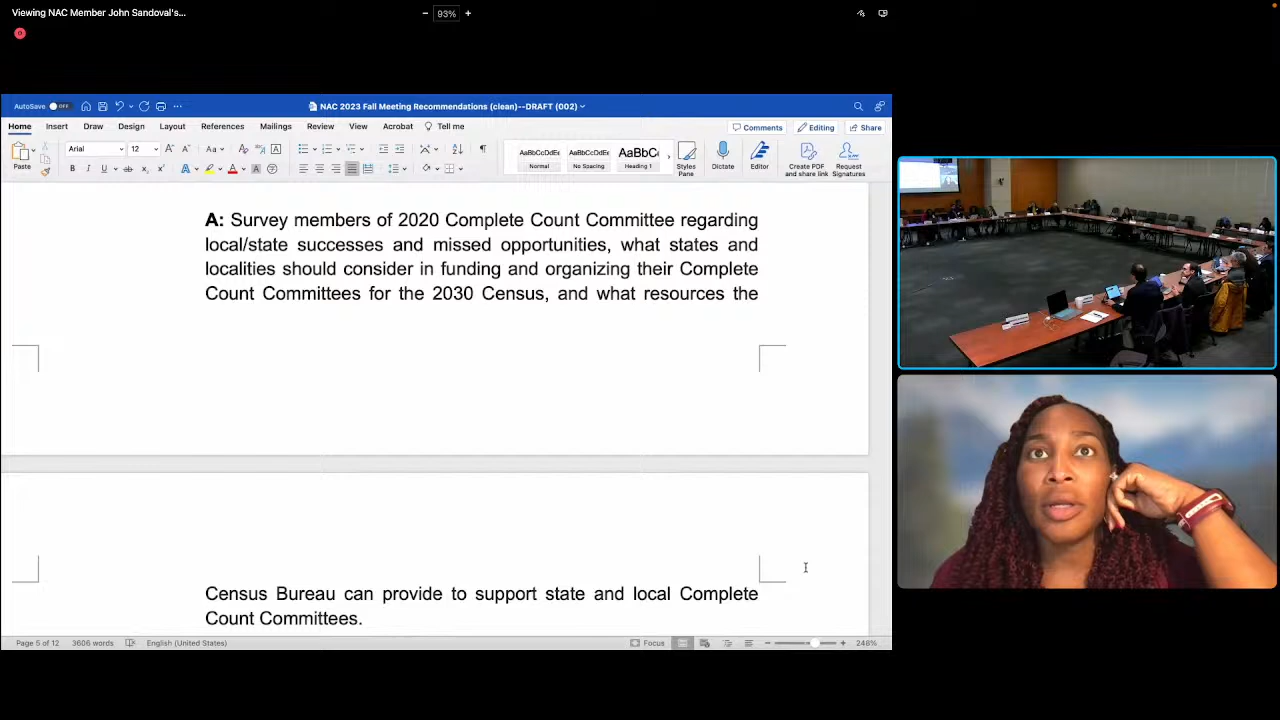 Viewing NAC Member John Sandoval's...
− 93% +
AutoSave OFF
NAC 2023 Fall Meeting Recommendations (clean)--DRAFT (002)
Home Insert Draw Design Layout References Mailings Review View Acrobat Tell me
Comments Editing Share
Paste
Arial 12
AaBbCcDdEe Normal
AaBbCcDdEe No Spacing
AaBbC Heading 1
Styles Pane
Dictate
Editor
Create PDF and share link
Request Signatures
A: Survey members of 2020 Complete Count Committee regarding
local/state successes and missed opportunities, what states and
localities should consider in funding and organizing their Complete
Count Committees for the 2030 Census, and what resources the
Census Bureau can provide to support state and local Complete
Count Committees.
Page 5 of 12 3606 words English (United States) Focus 248%